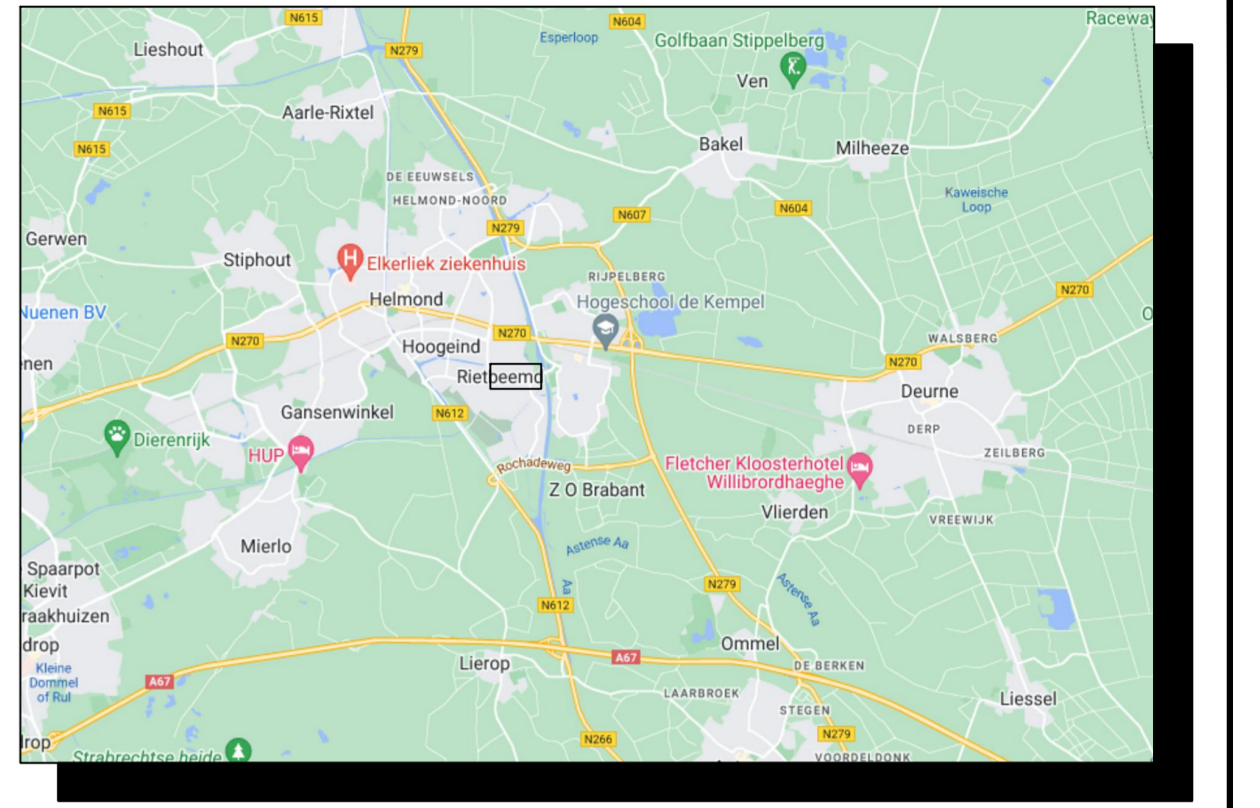 N615
N604
Raceway
Lieshout
N279
Esperloop
Golfbaan Stippelberg
Ven
N615
Aarle-Rixtel
N615
Bakel
Milheeze
DE EEUWSELS
HELMOND-NOORD
Kaweische
Loop
N607
N604
N279
Gerwen
Stiphout
Elkerliek ziekenhuis
RIJPELBERG
Helmond
Hogeschool de Kempel
N270
Nuenen BV
N270
N270
Hoogeind
WALSBERG
N270
nen
Rietbeemd
Deurne
Gansenwinkel
N612
DERP
Dierenrijk
HUP
ZEILBERG
Rochadeweg
Fletcher Kloosterhotel
Willibrordhaeghe
Z O Brabant
Vlierden
VREEWIJK
Mierlo
Astense Aa
Spaarpot
Kievit
raakhuizen
Aa
N612
N279
Astense Aa
drop
Kleine
Dommel
of Rul
Ommel
Lierop
A67
DE BERKEN
A67
LAARBROEK
Liessel
STEGEN
N279
rop
N266
Strabrechtse heide
VOORDELDONK